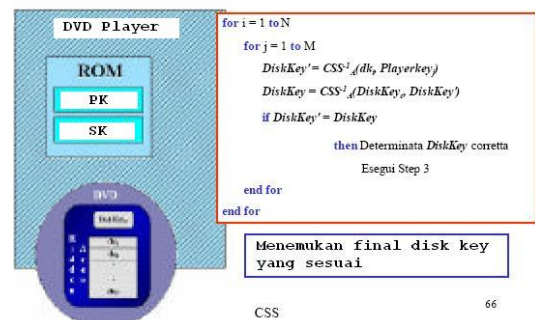 DVD Player
ROM
PK
SK
DVD
for i = 1 to N
for j = 1 to M
DiskKey' = CSS⁻¹A(dki, Playerkeyj)
DiskKey = CSS⁻¹A(DiskKeye, DiskKey')
if DiskKey' = DiskKey
then Determinata DiskKey corretta
Esegui Step 3
end for
end for
Menemukan final disk key
yang sesuai
CSS
66